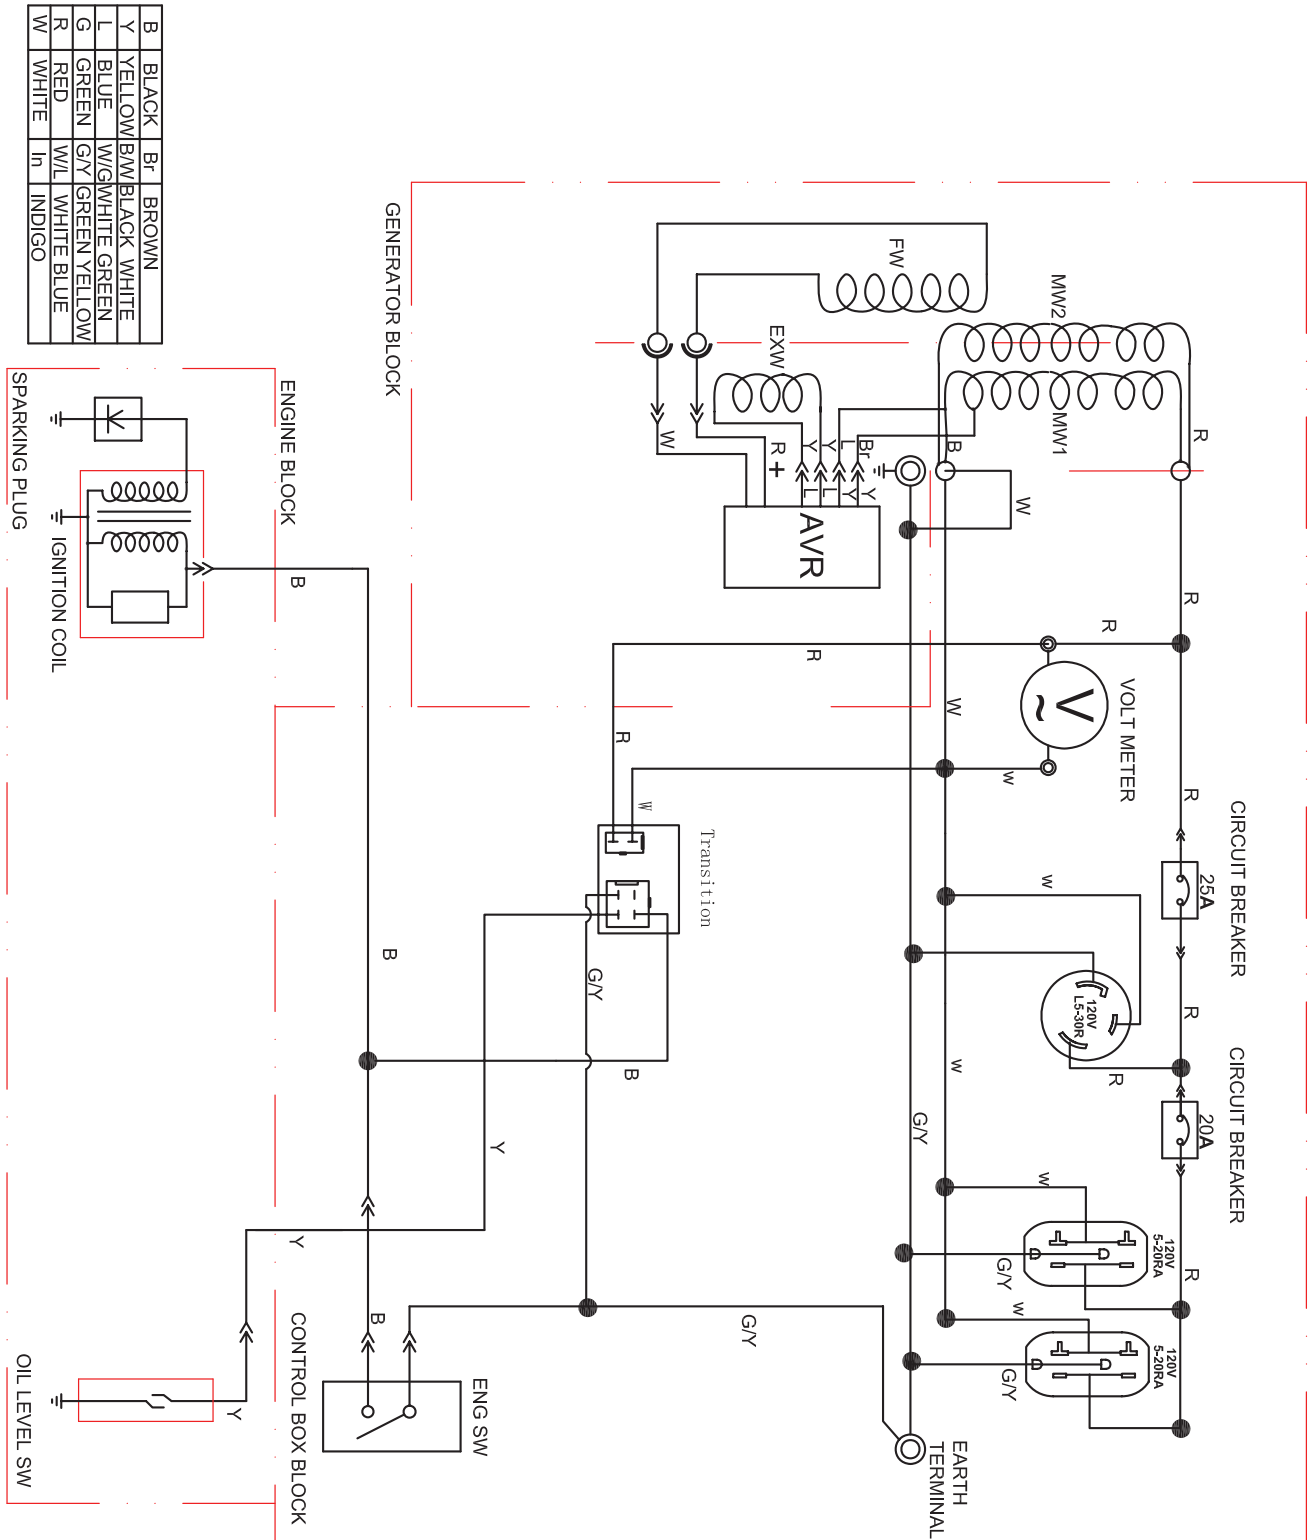 B BLACK Br BROWN
Y YELLOW B/W BLACK WHITE
L BLUE W/G WHITE GREEN
G GREEN G/Y GREEN YELLOW
R RED W/L WHITE BLUE
W WHITE In INDIGO
GENERATOR BLOCK
FW
MW2
EXW
MW1
R
W
R
+
Y
Y
L
Br
B
L
L
Y
Y
AVR
W
SPARKING PLUG
ENGINE BLOCK
IGNITION COIL
B
R
R
R
VOLT METER
V
~
W
R
w
W
Transition
R
CIRCUIT BREAKER
25A
w
B
G/Y
120V
L5-30R
R
R
B
w
CIRCUIT BREAKER
20A
G/Y
Y
w
120V
5-20RA
R
G/Y
Y
B
w
G/Y
120V
5-20RA
G/Y
CONTROL BOX BLOCK
OIL LEVEL SW
Y
ENG SW
EARTH
TERMINAL